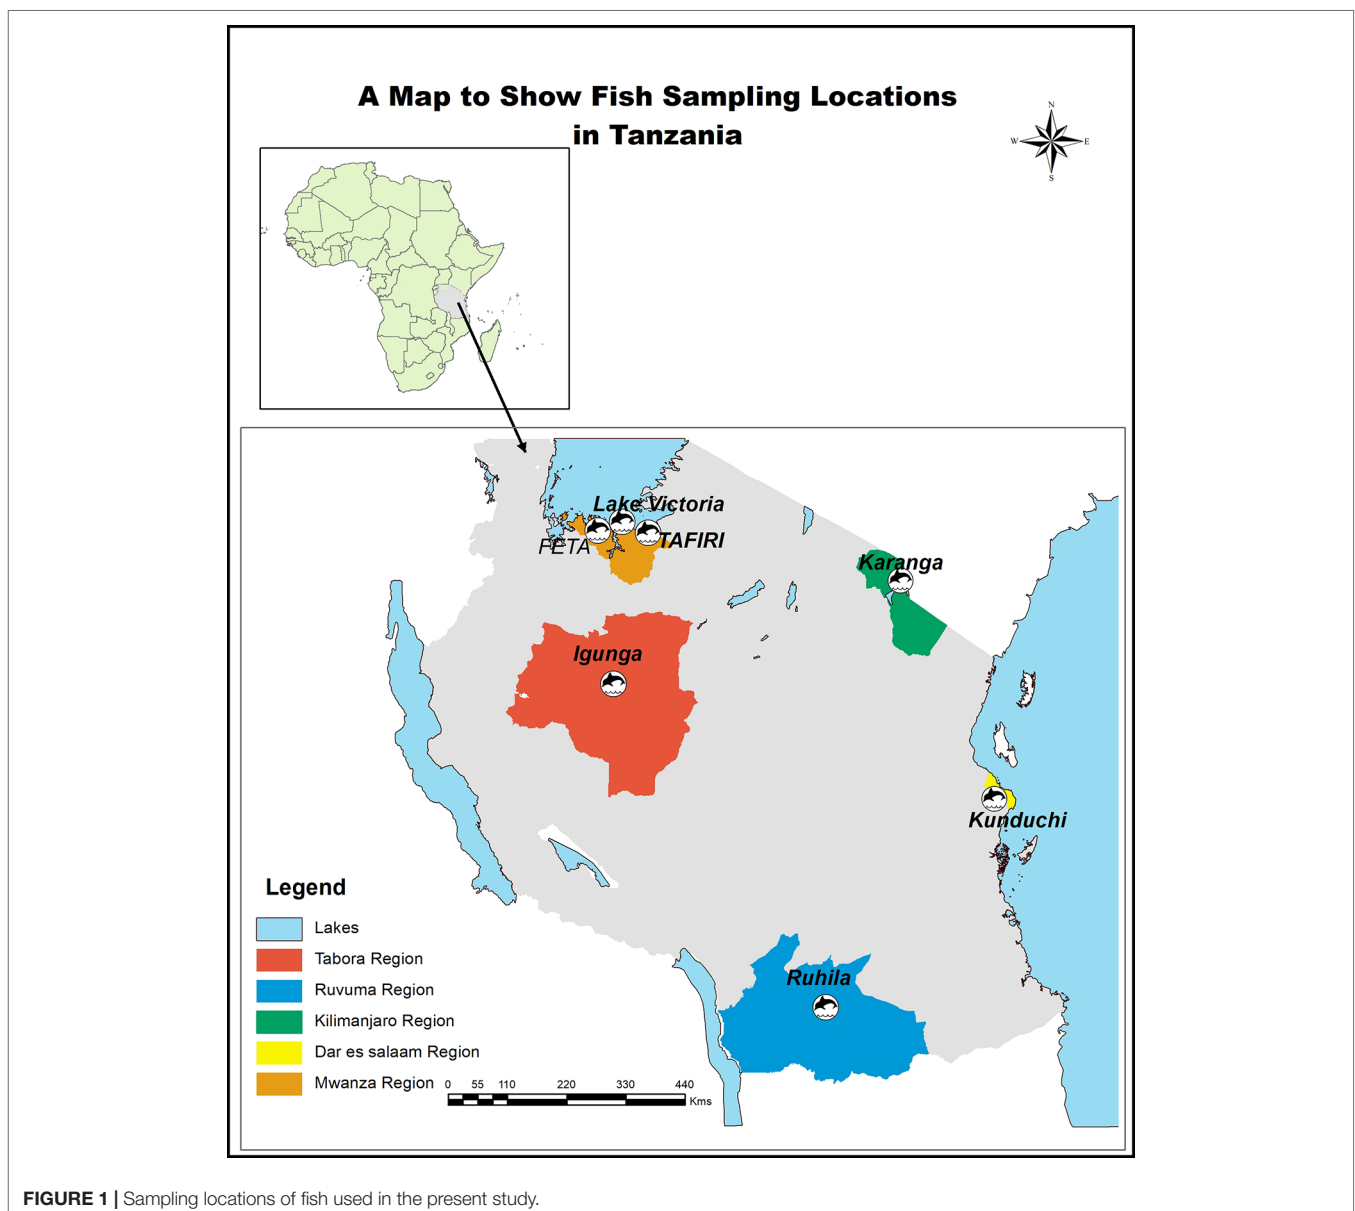 A Map to Show Fish Sampling Locations
in Tanzania
N
W
E
S
Lake Victoria
FETA
TAFIRI
Karanga
Igunga
Kunduchi
Ruhila
Legend
Lakes
Tabora Region
Ruvuma Region
Kilimanjaro Region
Dar es salaam Region
Mwanza Region
0 55 110 220 330 440
Kms
FIGURE 1 | Sampling locations of fish used in the present study.